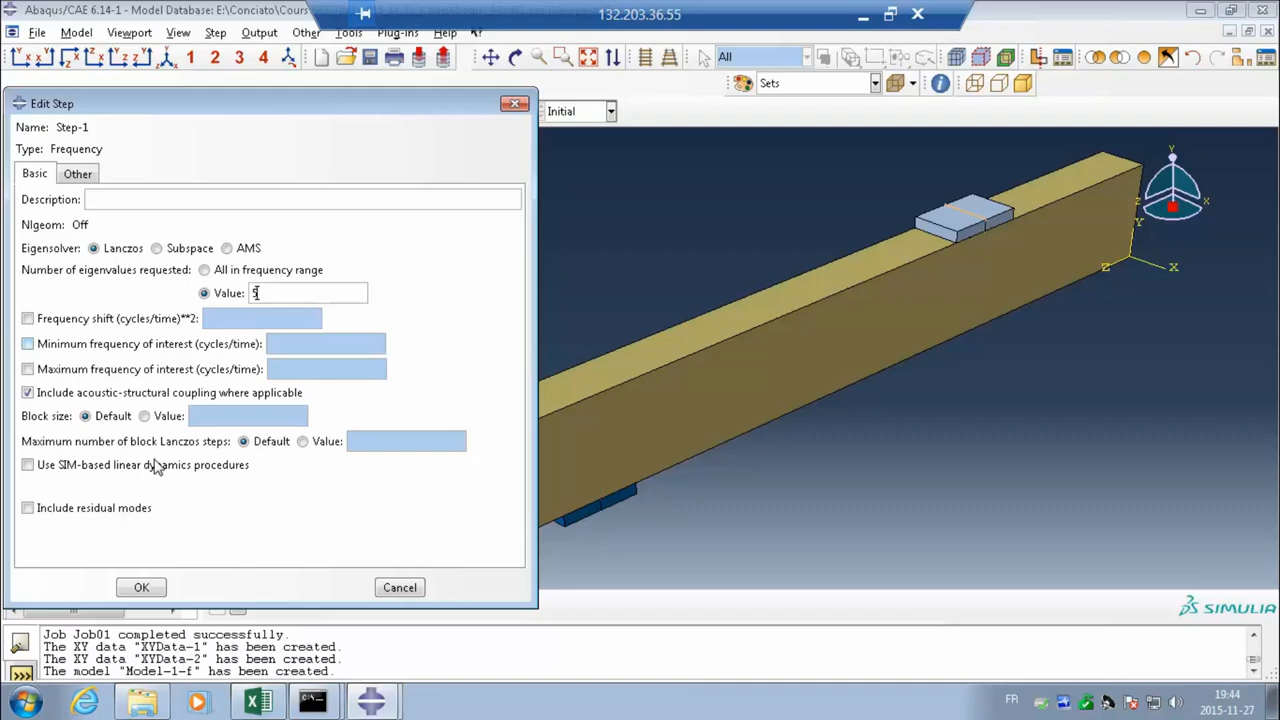 Abaqus/CAE 6.14-1 - Model Database: E:\Conciato\Cours
132.203.36.55
File Model Viewport View Step Output Other Tools Plug-ins Help
1 2 3 4 All
Sets
Edit Step
Initial
Name: Step-1
Type: Frequency
Basic Other
Description:
Nlgeom: Off
Eigensolver: Lanczos Subspace AMS
Number of eigenvalues requested: All in frequency range
Value: 5
Frequency shift (cycles/time)**2:
Minimum frequency of interest (cycles/time):
Maximum frequency of interest (cycles/time):
Include acoustic-structural coupling where applicable
Block size: Default Value:
Maximum number of block Lanczos steps: Default Value:
Use SIM-based linear dynamics procedures
Include residual modes
OK Cancel
Y
Z X
Y
Z X
SIMULIA
Job Job01 completed successfully.
The XY data "XYData-1" has been created.
The XY data "XYData-2" has been created.
The model "Model-1-f" has been created.
>>>
FR
19:44
2015-11-27